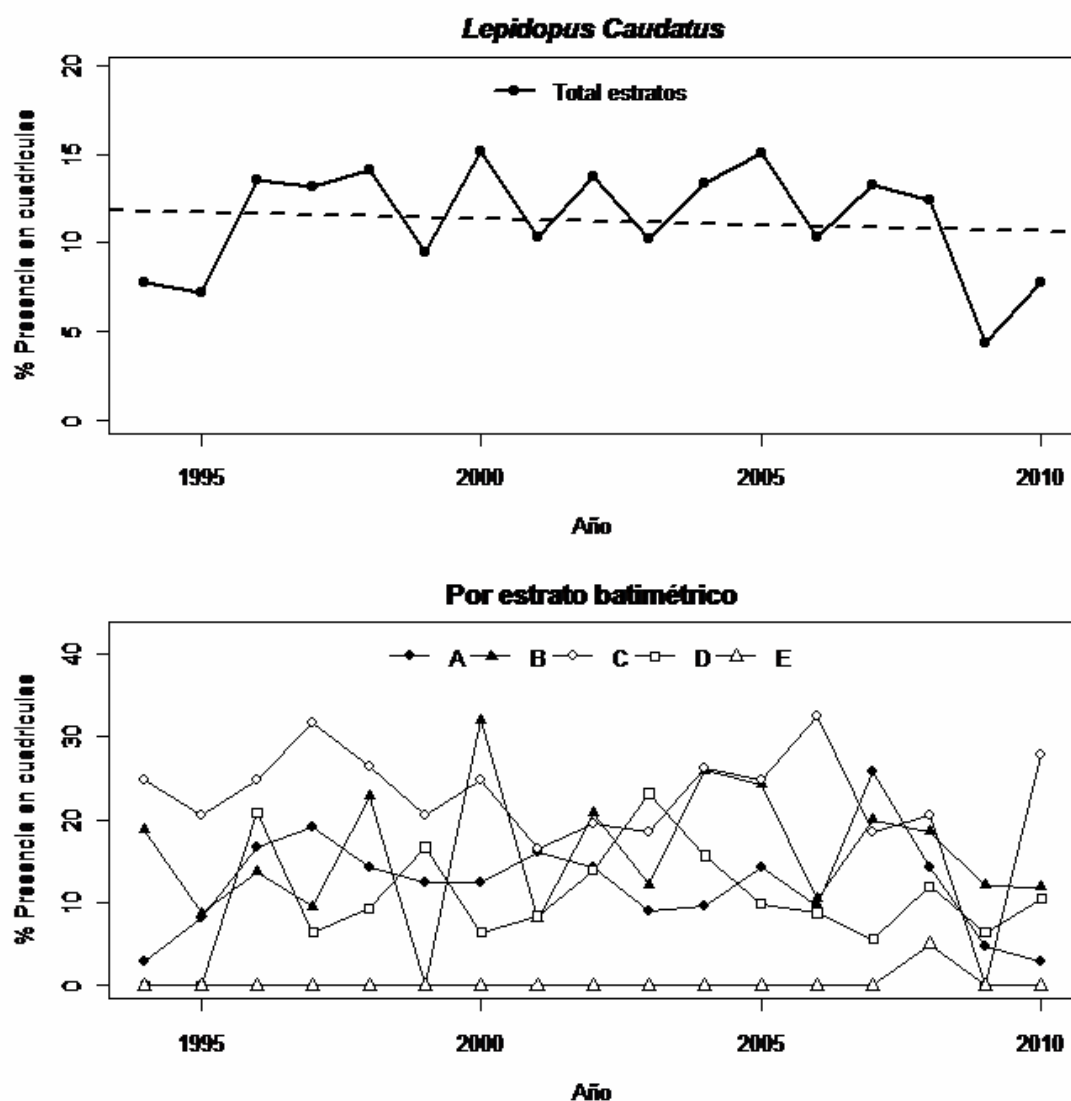 Lepidopus Caudatus
Total estratos
% Presencia en cuadrículas
20
15
10
5
0
1995 2000 2005 2010
Año
Por estrato batimétrico
A B C D E
% Presencia en cuadrículas
40
30
20
10
0
1995 2000 2005 2010
Año